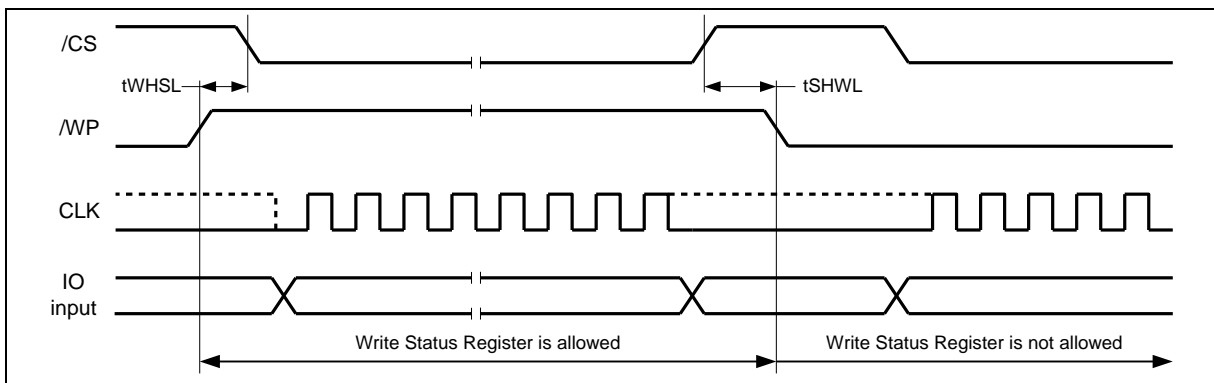 /CS
tWHSL
tSHWL
/WP
CLK
IO
input
Write Status Register is allowed
Write Status Register is not allowed